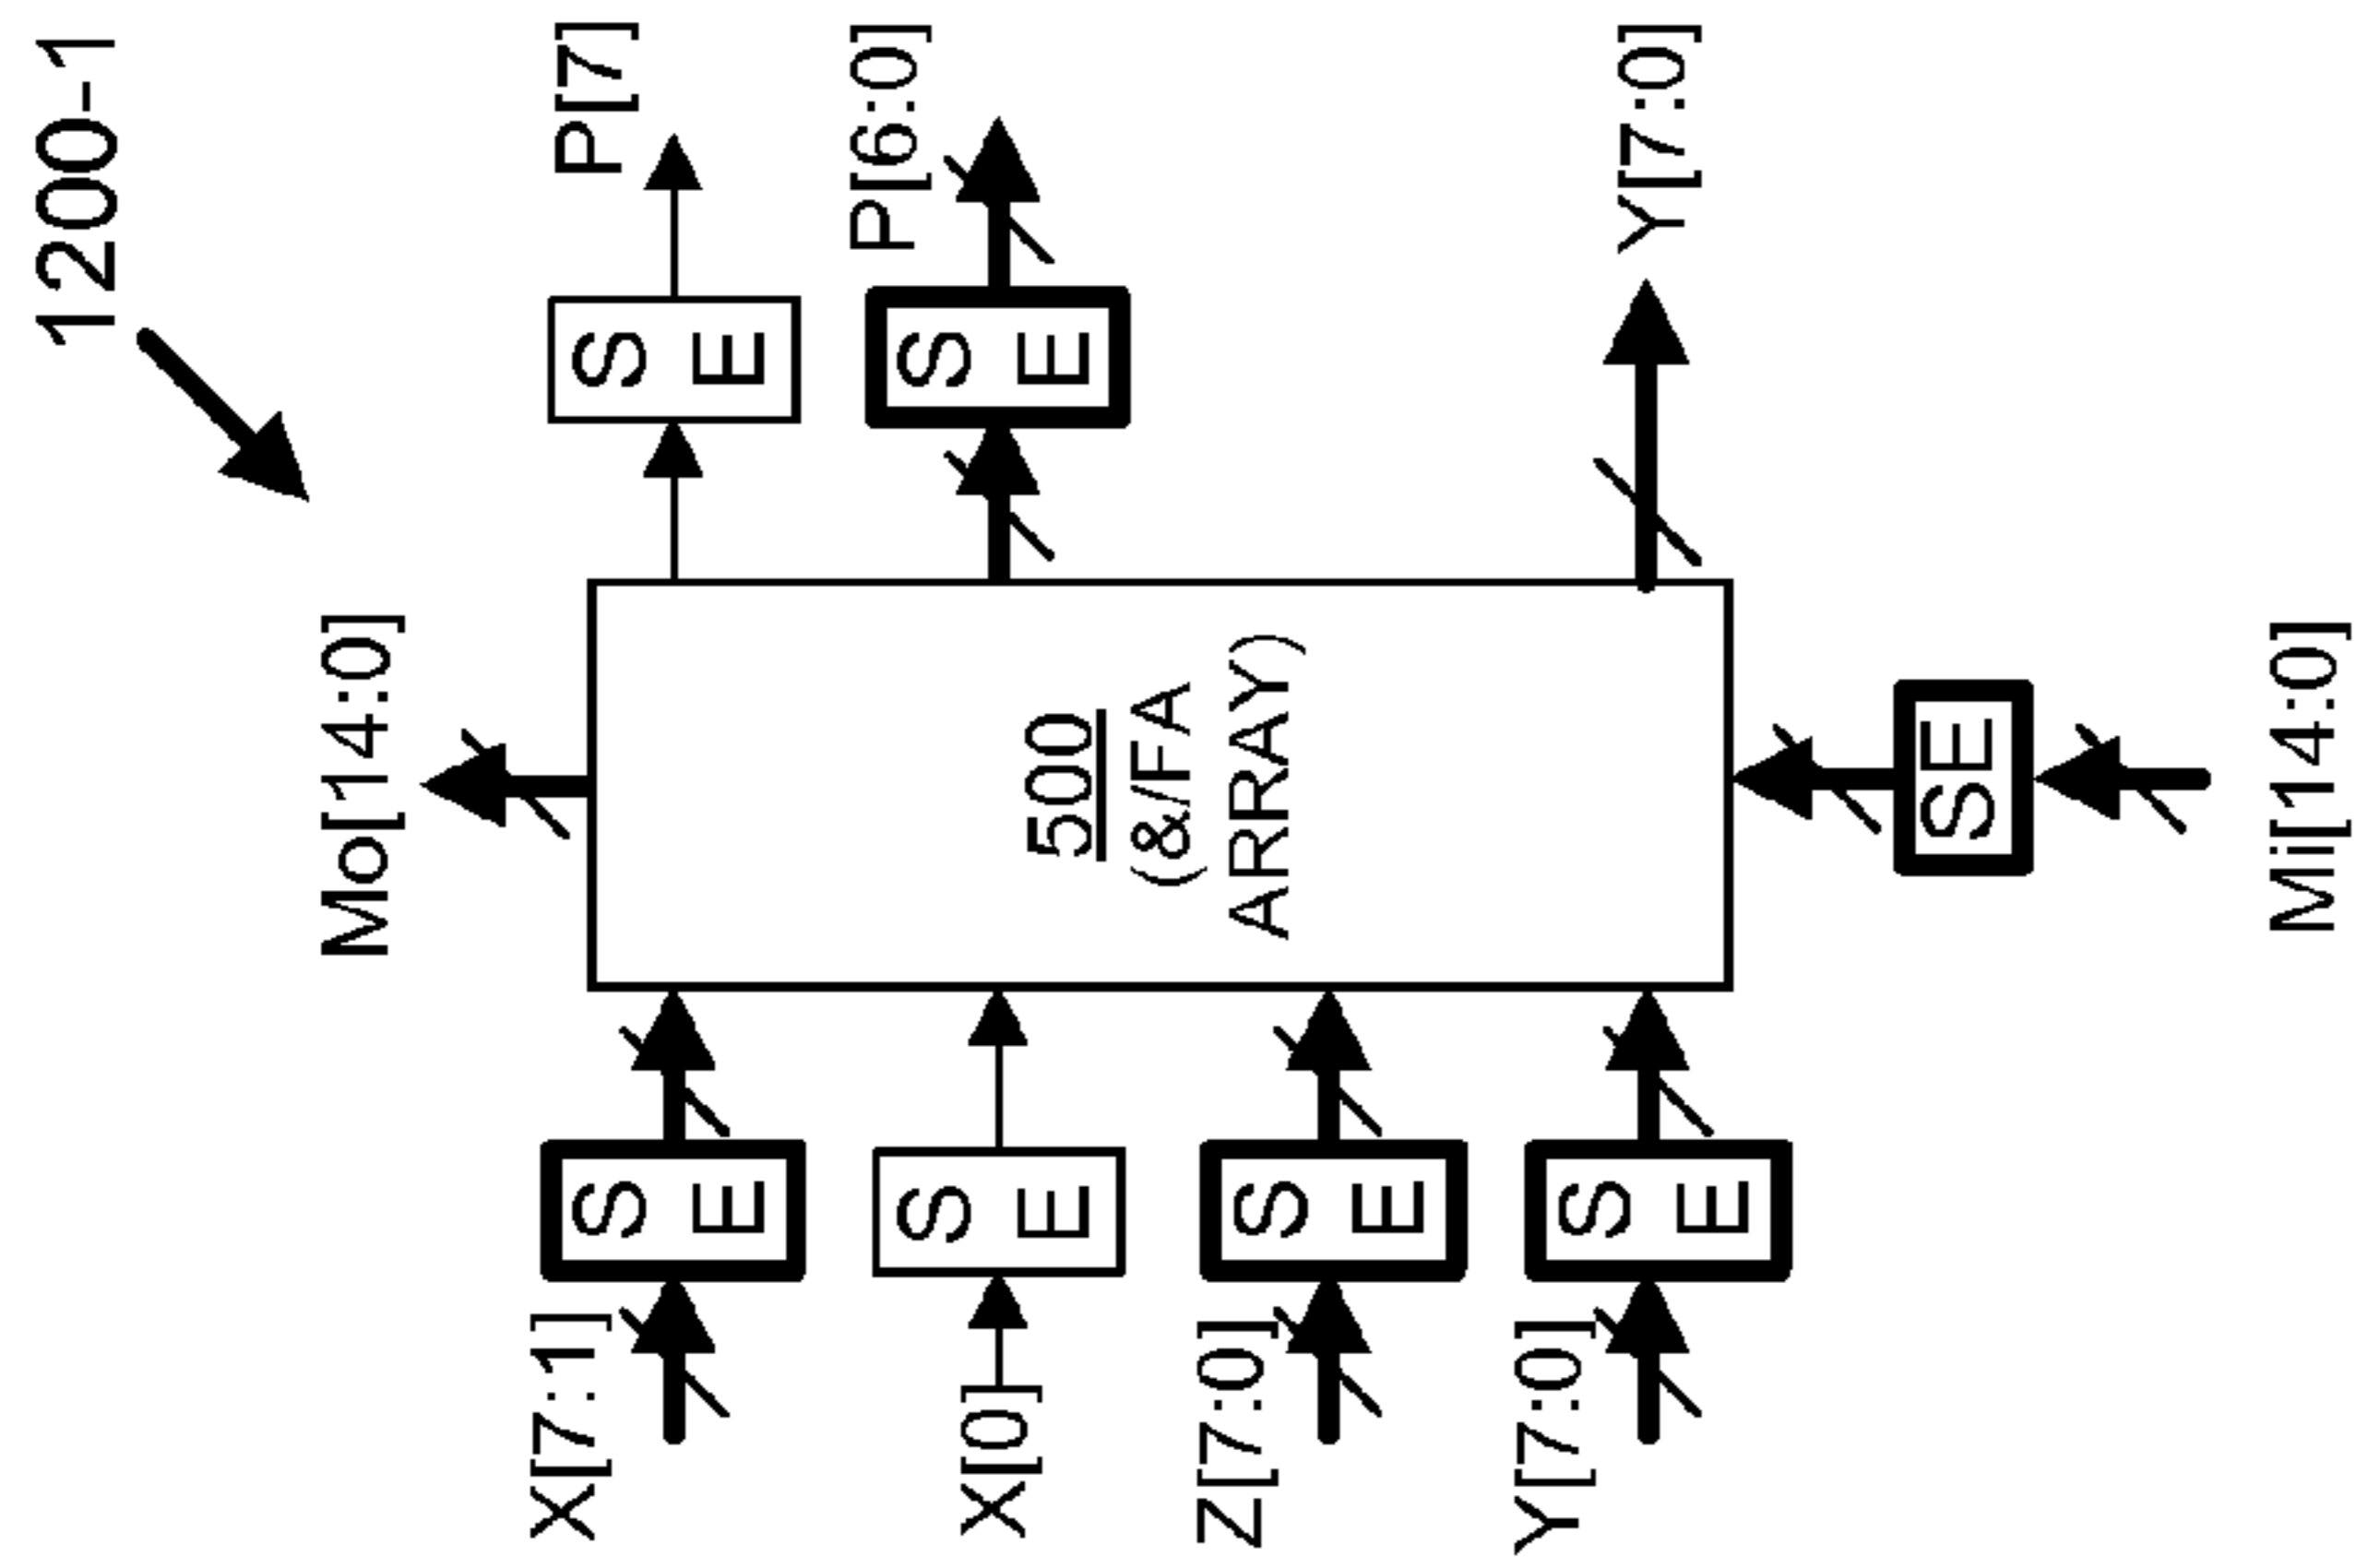 1200-1
Mo[14:0]
X[7:1]
P[7]
S
E
S
E
P[6:0]
X[0]
S
E
S
E
500
(&/FA
ARRAY)
Z[7:0]
S
E
Y[7:0]
S
E
Y[7:0]
SE
Mi[14:0]